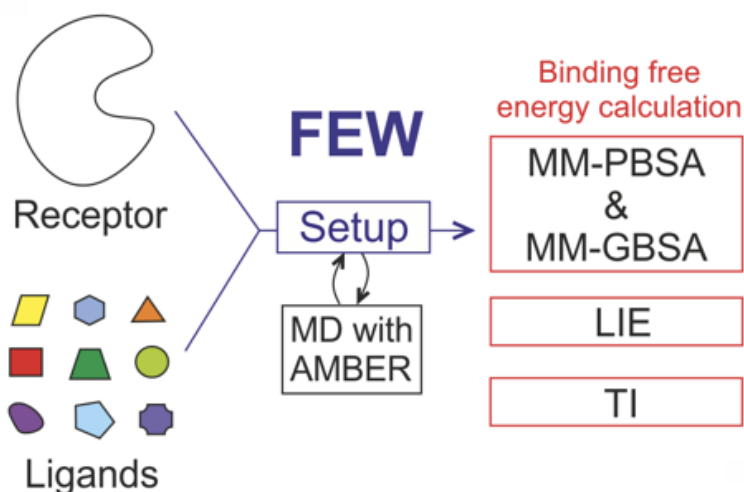 Receptor
Ligands
FEW
Setup
MD with
AMBER
Binding free
energy calculation
MM-PBSA
&
MM-GBSA
LIE
TI